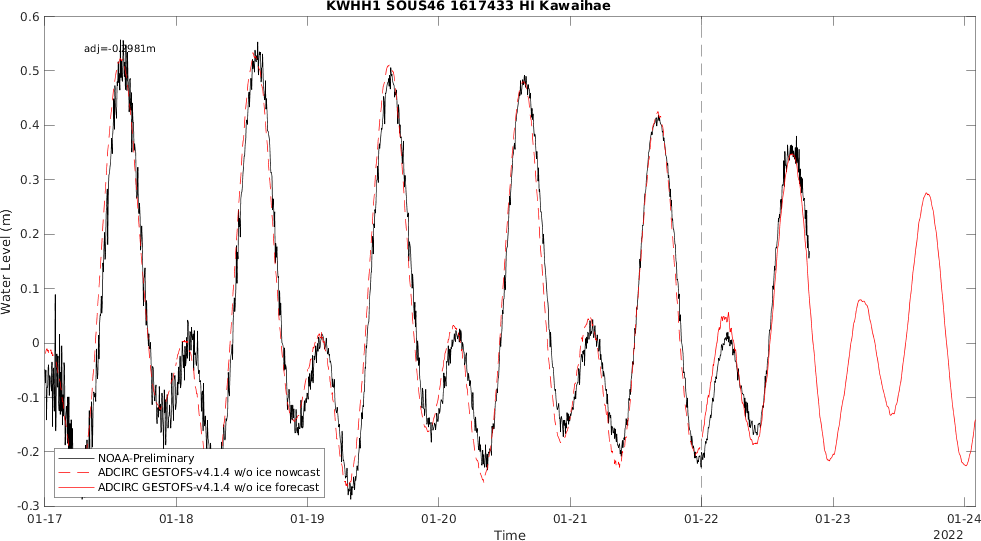 KWHH1 SOUS46 1617433 HI Kawaihae
adj=-0.2981m
0.6
0.5
0.4
0.3
0.2
0.1
0
-0.1
-0.2
-0.3
Water Level (m)
NOAA-Preliminary
ADCIRC GESTOFS-v4.1.4 w/o ice nowcast
ADCIRC GESTOFS-v4.1.4 w/o ice forecast
01-17 01-18 01-19 01-20 01-21 01-22 01-23 01-24
Time
2022